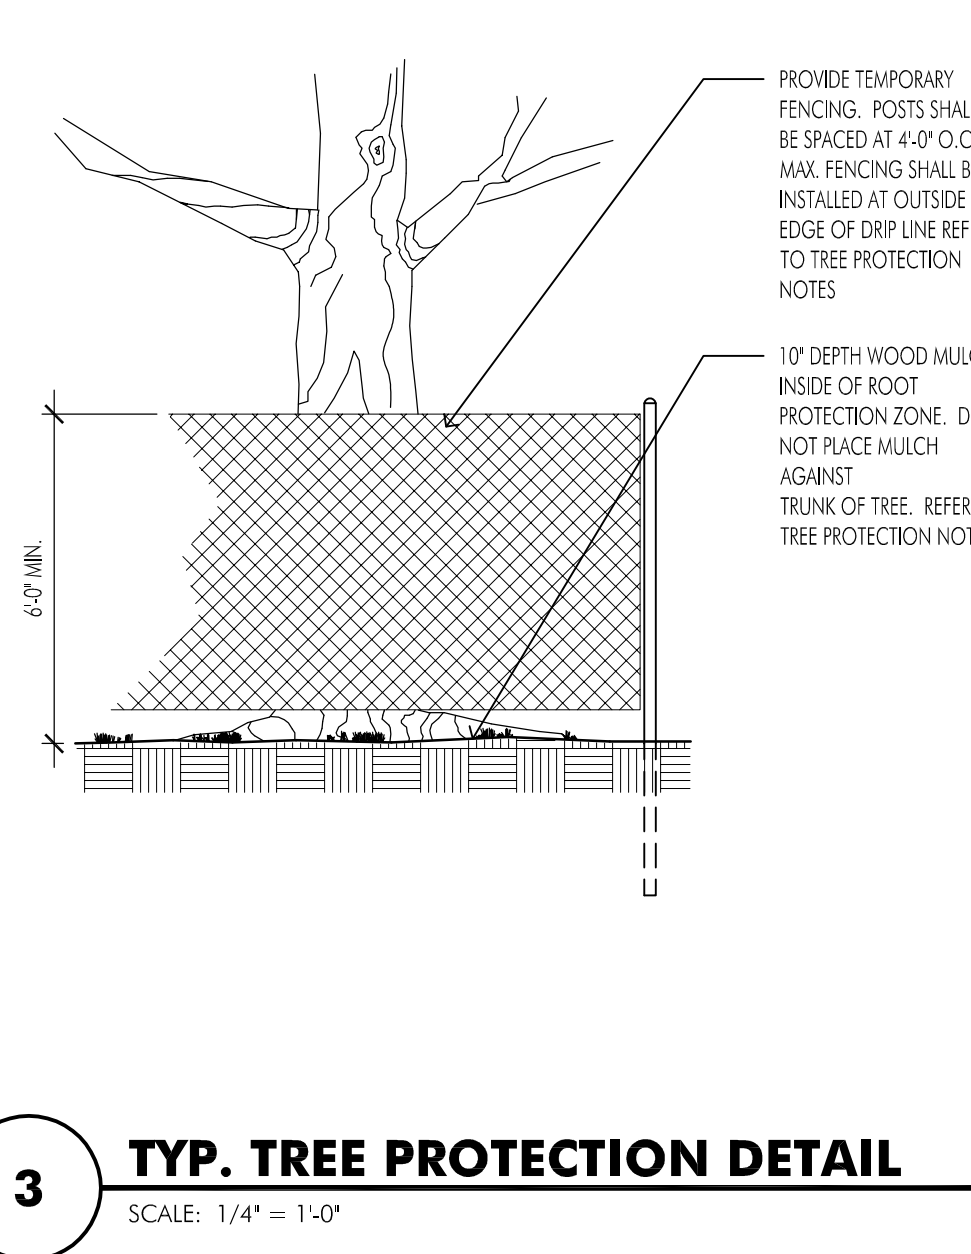 PROVIDE TEMPORARY
FENCING. POSTS SHAL
BE SPACED AT 4'-0" O.C
MAX. FENCING SHALL B
INSTALLED AT OUTSIDE
EDGE OF DRIP LINE REF
TO TREE PROTECTION
NOTES
10" DEPTH WOOD MULC
INSIDE OF ROOT
PROTECTION ZONE. D
NOT PLACE MULCH
AGAINST
TRUNK OF TREE. REFER
TREE PROTECTION NOT
6'-0" MIN.
3
TYP. TREE PROTECTION DETAIL
SCALE: 1/4" = 1'-0"